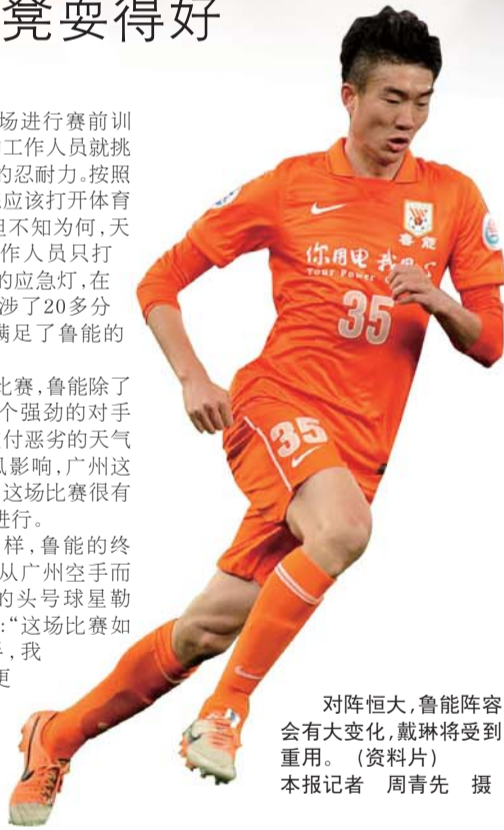 凳耍得好
场进行赛前训
工作人员就挑
的忍耐力。按照
应该打开体育
但不知为何,天
作人员只打
的应急灯,在
涉了20多分
满足了鲁能的
比赛,鲁能除了
个强劲的对手
付恶劣的天气
风影响,广州这
这场比赛很有
进行。
样,鲁能的终
从广州空手而
的头号球星勒
:“这场比赛如
,我
更
鲁能
你用电 我用心
Your Power
35
35
对阵恒大,鲁能阵容
会有大变化,戴琳将受到
重用。 (资料片)
本报记者 周青先 摄